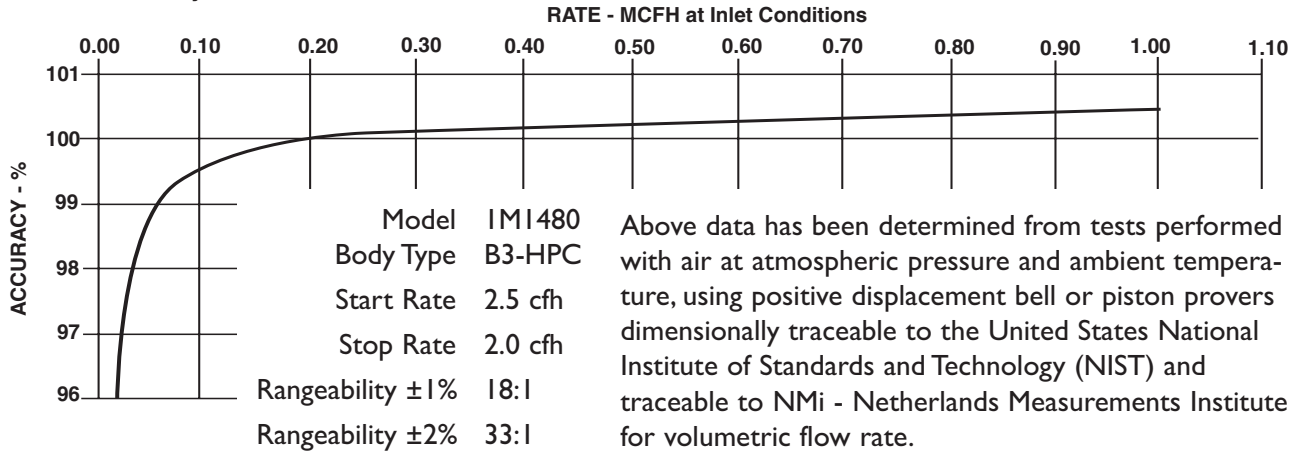 RATE - MCFH at Inlet Conditions
0.00 0.10 0.20 0.30 0.40 0.50 0.60 0.70 0.80 0.90 1.00 1.10
101
100
99
98
97
96
ACCURACY - %
Model 1M1480
Body Type B3-HPC
Start Rate 2.5 cfh
Stop Rate 2.0 cfh
Rangeability ±1% 18:1
Rangeability ±2% 33:1
Above data has been determined from tests performed
with air at atmospheric pressure and ambient tempera-
ture, using positive displacement bell or piston provers
dimensionally traceable to the United States National
Institute of Standards and Technology (NIST) and
traceable to NMi - Netherlands Measurements Institute
for volumetric flow rate.